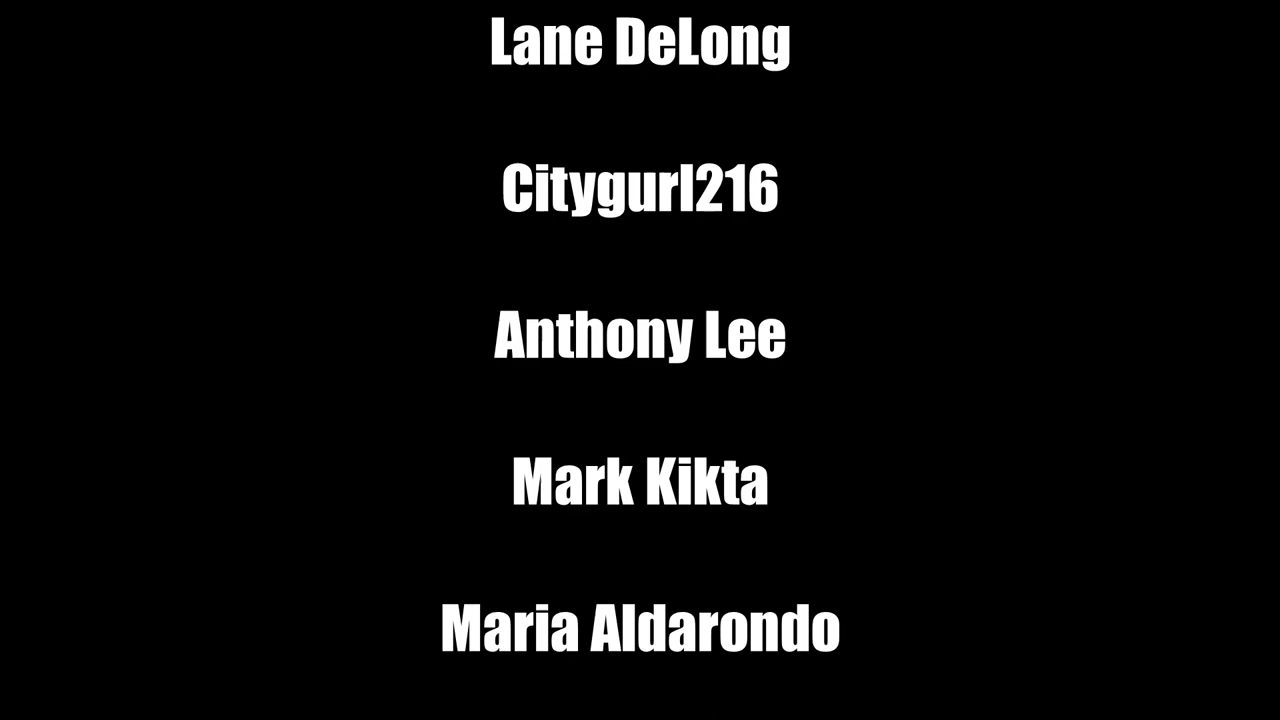 Lane DeLong
Citygurl216
Anthony Lee
Mark Kikta
Maria Aldarondo